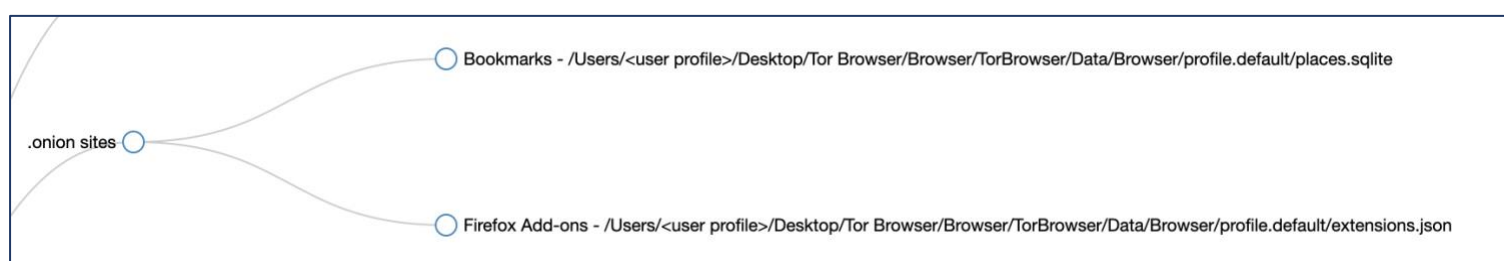 Bookmarks - /Users/<user profile>/Desktop/Tor Browser/Browser/TorBrowser/Data/Browser/profile.default/places.sqlite
.onion sites
Firefox Add-ons - /Users/<user profile>/Desktop/Tor Browser/Browser/TorBrowser/Data/Browser/profile.default/extensions.json